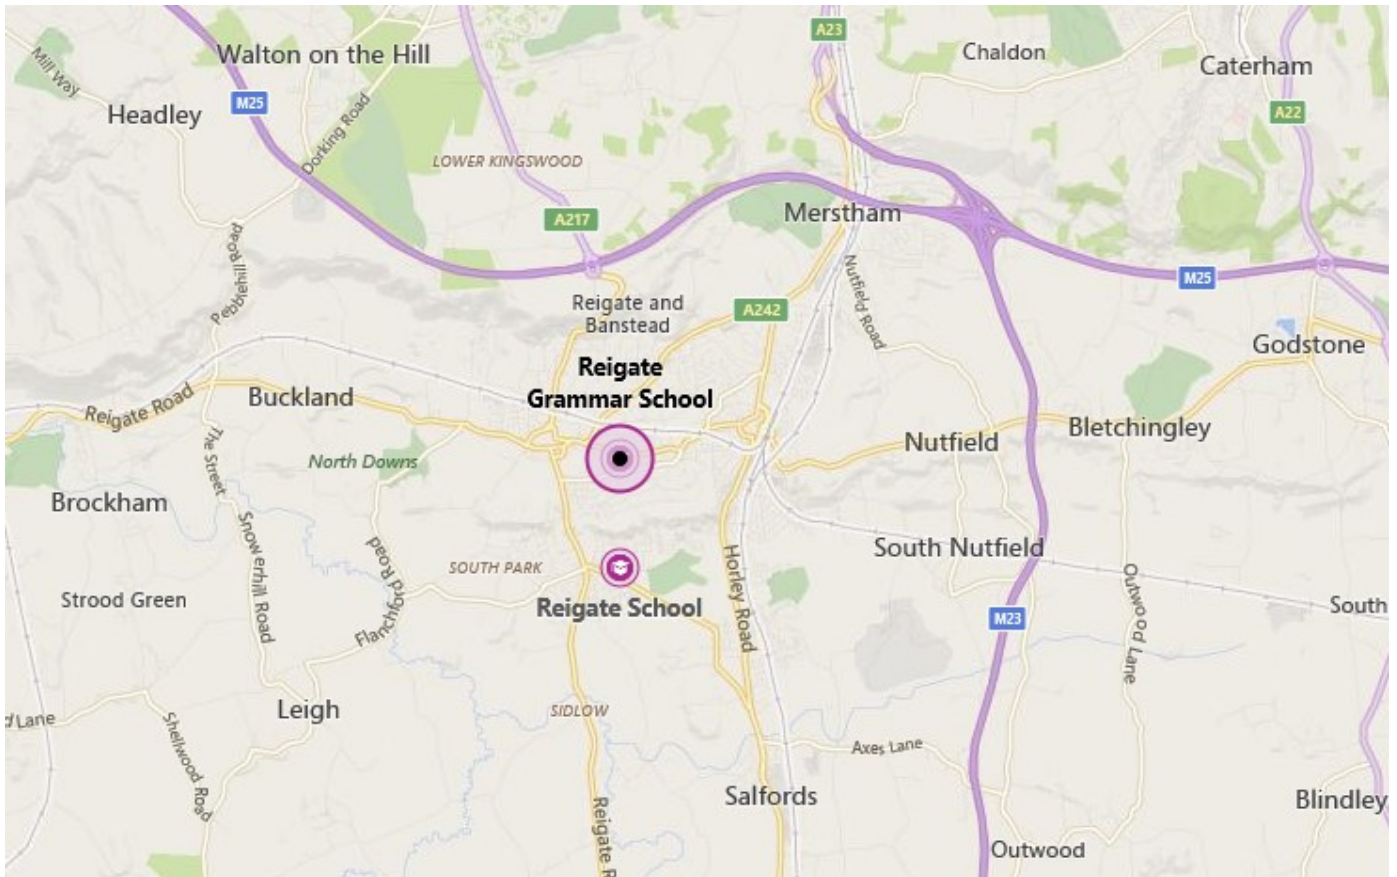 A23
Chaldon
Walton on the Hill
Caterham
Mill Way
M25
Headley
A22
Dorking Road
LOWER KINGSWOOD
A217
Merstham
Pebblehill Road
M25
Nutfield Road
Reigate and
Banstead
A242
Godstone
Reigate
Grammar School
Reigate Road
Buckland
Bletchingley
Nutfield
The Street
North Downs
Brockham
South Nutfield
Snowerhill Road
Flanchford Road
SOUTH PARK
Horley Road
Outwood Lane
Strood Green
Reigate School
South
M23
Leigh
SIDLOW
d Lane
Shellwood Road
Axes Lane
Salfords
Blindley
Reigate R
Outwood